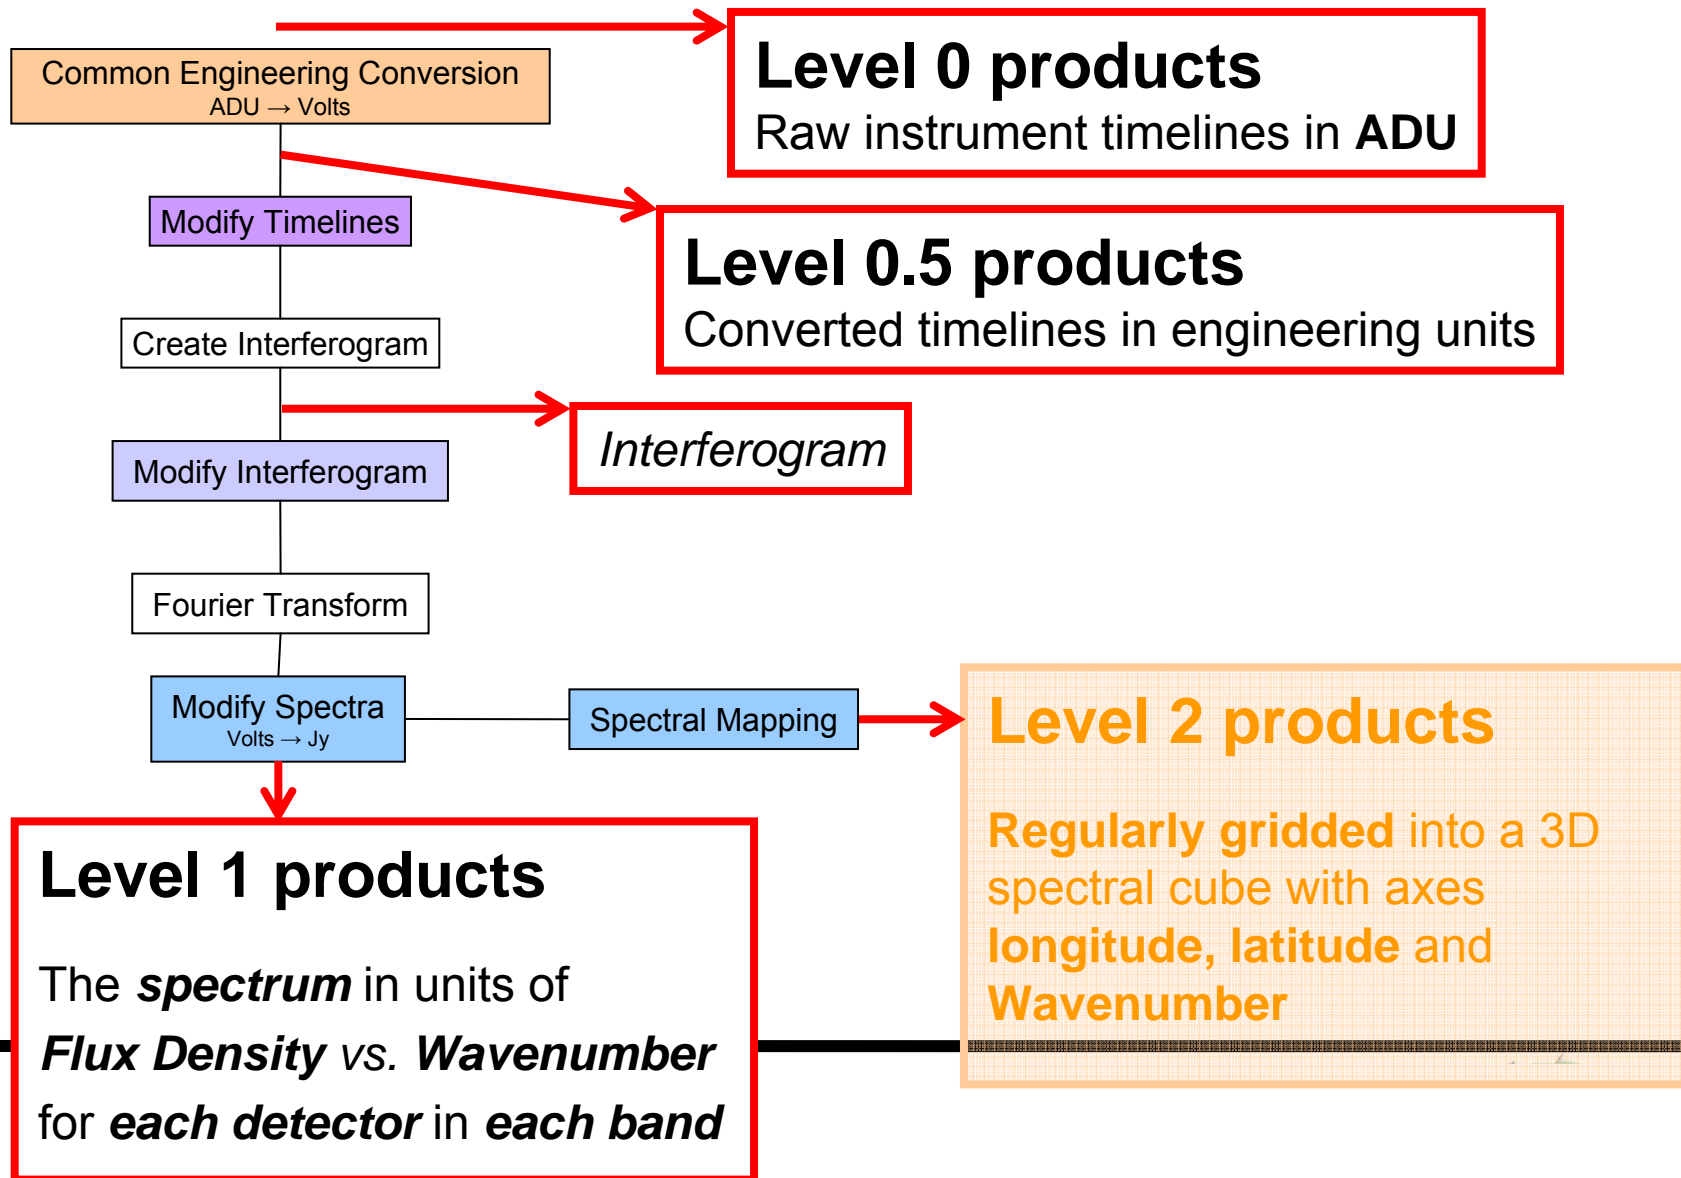 Common Engineering Conversion
ADU → Volts
Level 0 products
Raw instrument timelines in ADU
Modify Timelines
Level 0.5 products
Converted timelines in engineering units
Create Interferogram
Interferogram
Modify Interferogram
Fourier Transform
Modify Spectra
Volts → Jy
Spectral Mapping
Level 2 products
Regularly gridded into a 3D
spectral cube with axes
longitude, latitude and
Wavenumber
Level 1 products
The spectrum in units of
Flux Density vs. Wavenumber
for each detector in each band